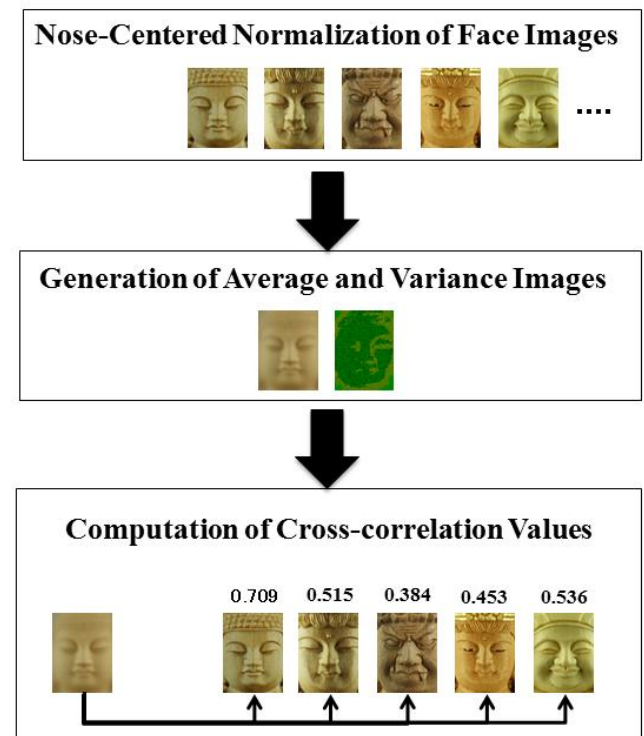 Nose-Centered Normalization of Face Images
....
Generation of Average and Variance Images
Computation of Cross-correlation Values
0.709 0.515 0.384 0.453 0.536